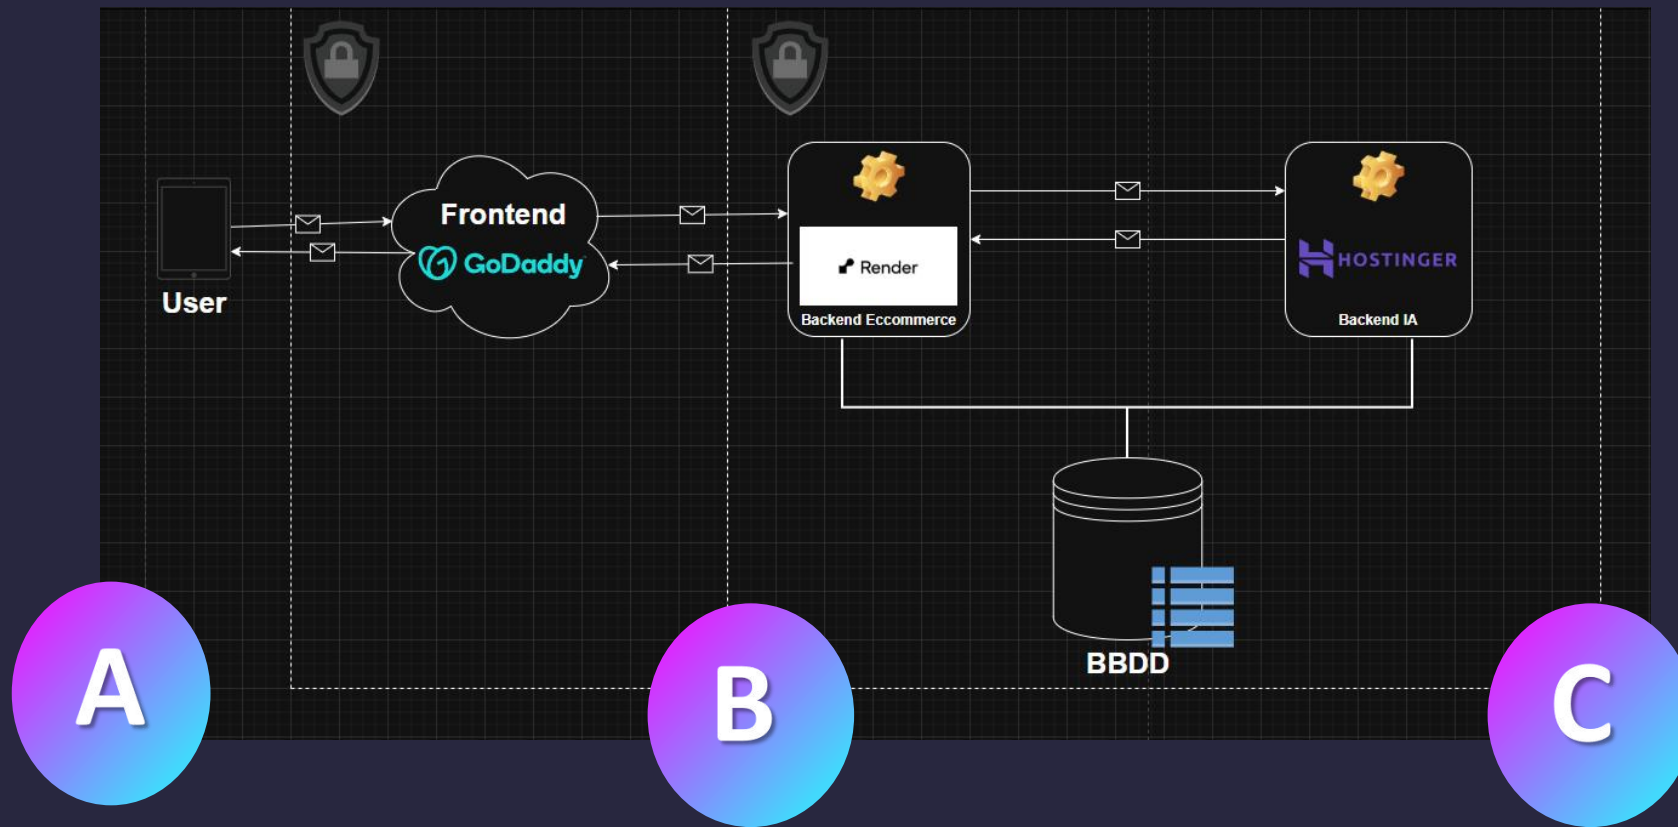 User
Frontend
GoDaddy
Render
Backend Eccommerce
HOSTINGER
Backend IA
BBDD
A
B
C